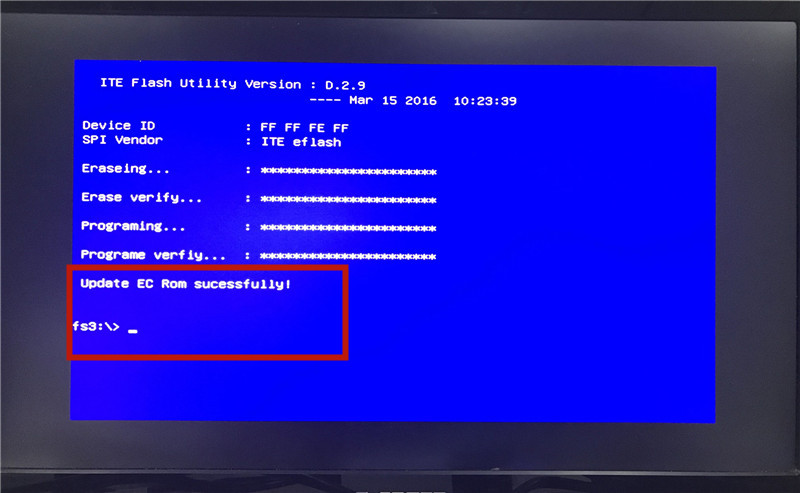 ITE Flash Utility Version : D.2.9
---- Mar 15 2016 10:23:39
Device ID : FF FF FE FF
SPI Vendor : ITE eflash
Eraseing... : ***********************
Erase verify... : ***********************
Programing... : ***********************
Programe verfiy... : ***********************
Update EC Rom sucessfully!
fs3:\> _